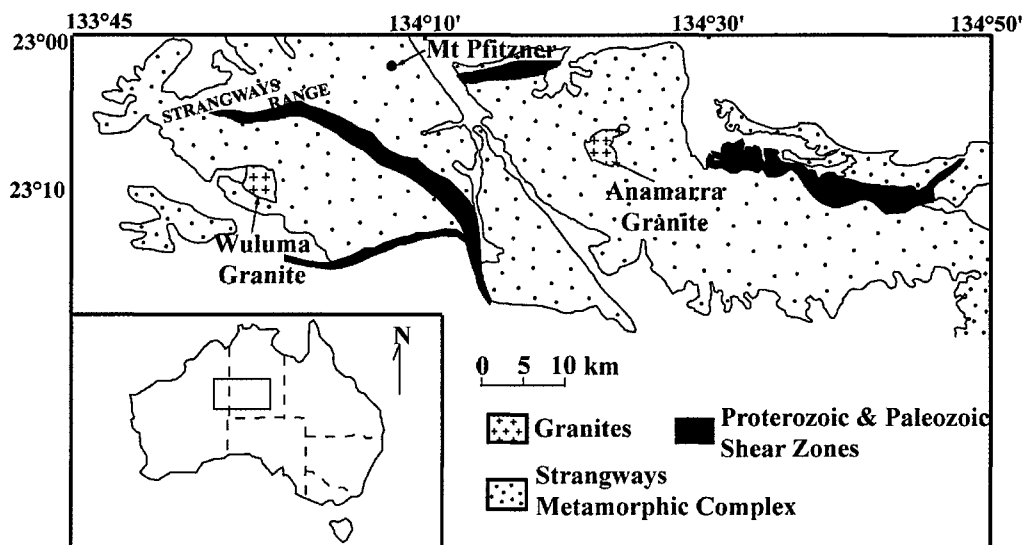 133°45 134°10' 134°30' 134°50'
23°00
Mt Pfitzner
STRANGWAYS RANGE
23°10
Anamarra
Granite
Wuluma
Granite
N
0 5 10 km
Granites
Proterozoic & Paleozoic
Shear Zones
Strangways
Metamorphic Complex